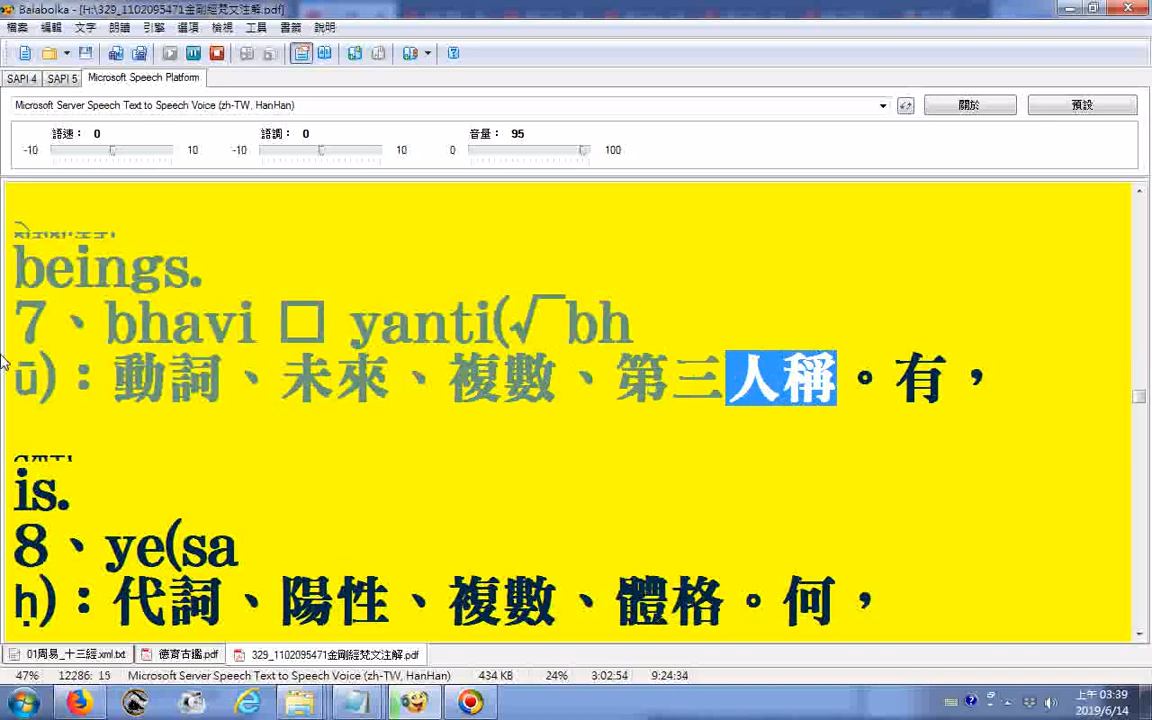 Balabolka - [H:\329_1102095471金剛經梵文注解.pdf]
檔案 編輯 文字 朗讀 引擎 選項 檢視 工具 書籤 說明
SAPI 4 SAPI 5 Microsoft Speech Platform
Microsoft Server Speech Text to Speech Voice (zh-TW, HanHan) 關於 預設
語速： 0 語調： 0 音量： 95
-10 10 -10 10 0 100
beings.
7、bhavi □ yanti(√bh
ū)：動詞、未來、複數、第三人稱。有，
is.
8、ye(sa
ḥ)：代詞、陽性、複數、體格。何，
01周易_十三經.xml.txt 德育古鑑.pdf 329_1102095471金剛經梵文注解.pdf
47% 12286: 15 Microsoft Server Speech Text to Speech Voice (zh-TW, HanHan) 434 KB 24% 3:02:54 9:24:34
上午 03:39
2019/6/14